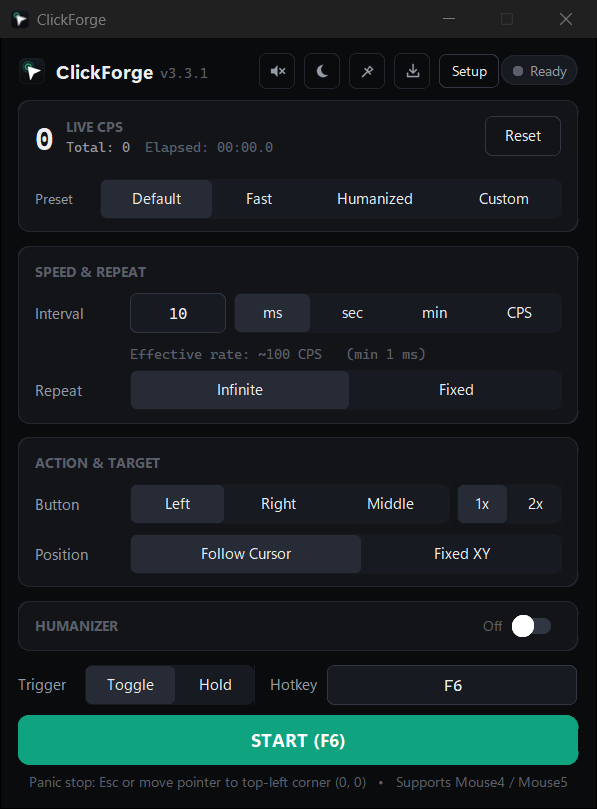 ClickForge
ClickForge v3.3.1 Setup Ready
0 LIVE CPS
Total: 0 Elapsed: 00:00.0
Reset
Preset Default Fast Humanized Custom
SPEED & REPEAT
Interval 10 ms sec min CPS
Effective rate: ~100 CPS (min 1 ms)
Repeat Infinite Fixed
ACTION & TARGET
Button Left Right Middle 1x 2x
Position Follow Cursor Fixed XY
HUMANIZER Off
Trigger Toggle Hold Hotkey F6
START (F6)
Panic stop: Esc or move pointer to top-left corner (0, 0) • Supports Mouse4 / Mouse5